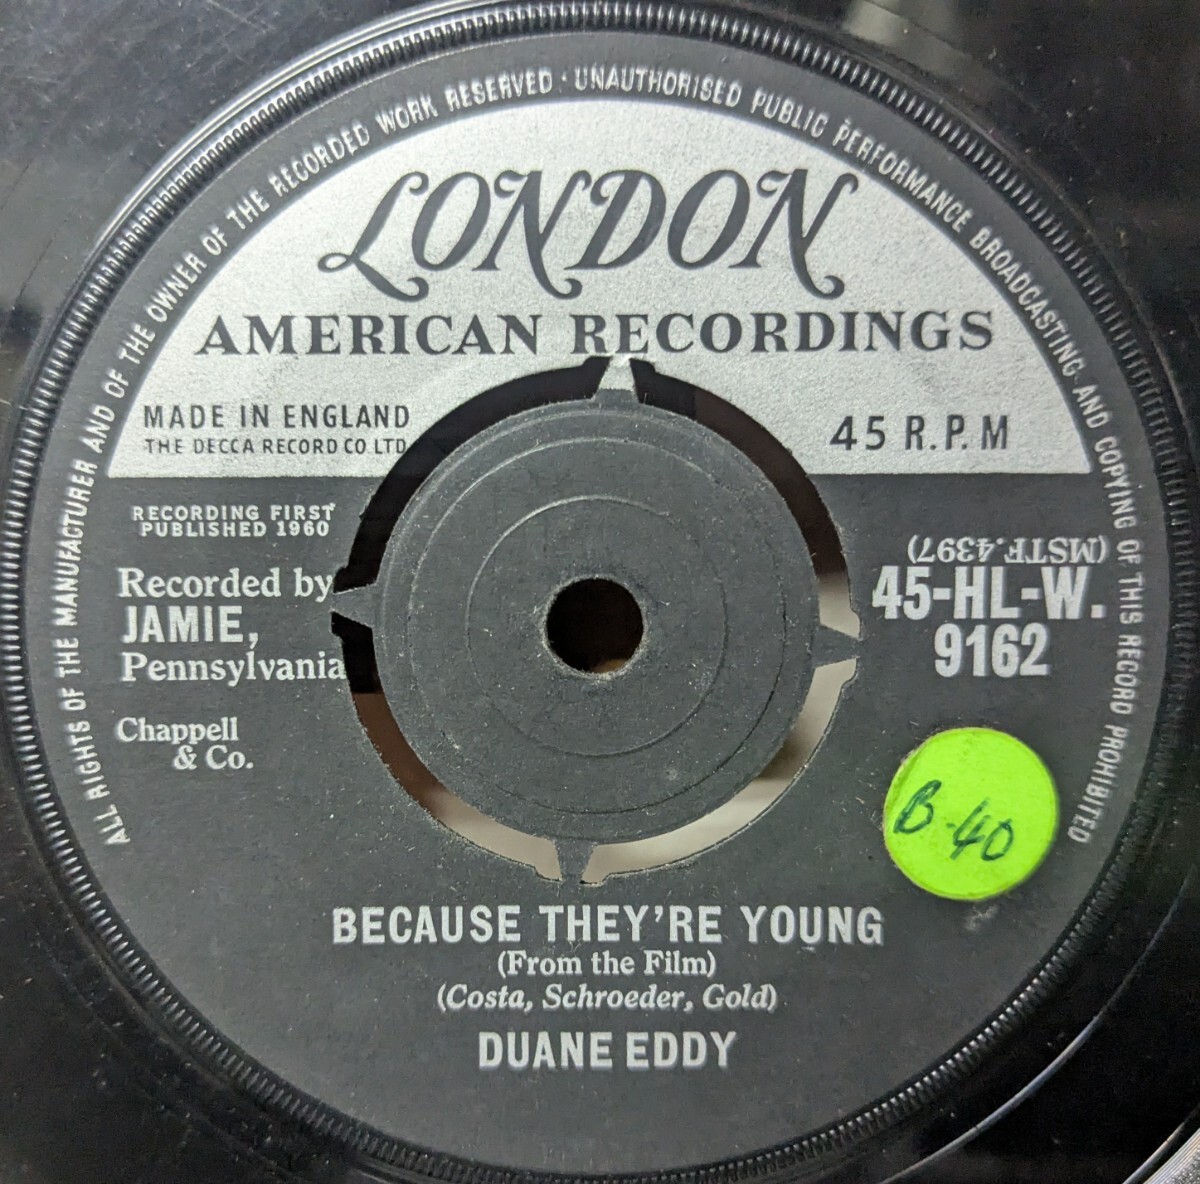 ALL RIGHTS OF THE MANUFACTURER AND OF THE OWNER OF THE RECORDED WORK RESERVED · UNAUTHORISED PUBLIC PERFORMANCE BROADCASTING AND COPYING OF THIS RECORD PROHIBITED
LONDON
AMERICAN RECORDINGS
MADE IN ENGLAND
THE DECCA RECORD CO LTD
45 R.P.M
RECORDING FIRST
PUBLISHED 1960
Recorded by
JAMIE,
Pennsylvania
Chappell
& Co.
(MSTF.4397)
45-HL-W.
9162
B-40
BECAUSE THEY'RE YOUNG
(From the Film)
(Costa, Schroeder, Gold)
DUANE EDDY